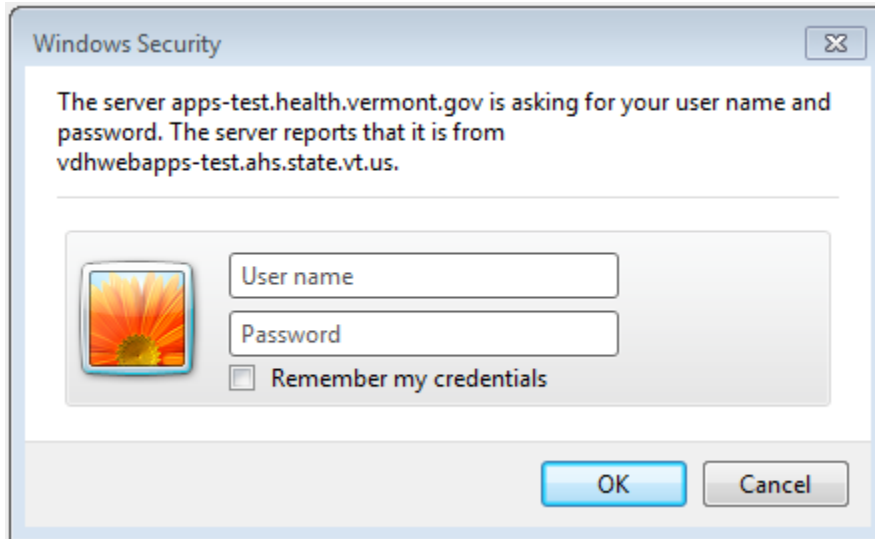 Windows Security
The server apps-test.health.vermont.gov is asking for your user name and
password. The server reports that it is from
vdhwebapps-test.ahs.state.vt.us.
User name
Password
Remember my credentials
OK
Cancel